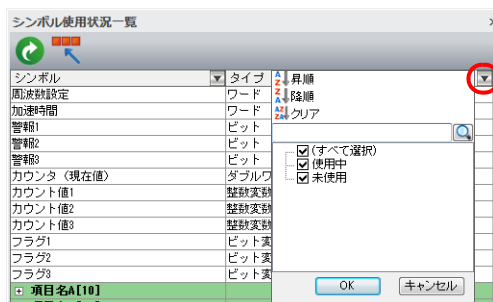 シンボル使用状況一覧
シンボル タイプ
周波数設定 ワード
加速時間 ワード
警報1 ビット
警報2 ビット
警報3 ビット
カウンタ（現在値） ダブルワ
カウント値1 整数変数
カウント値2 整数変数
カウント値3 整数変数
フラグ1 ビット変
フラグ2 ビット変
フラグ3 ビット変
項目名A[10]
昇順
降順
クリア
(すべて選択)
使用中
未使用
OK キャンセル